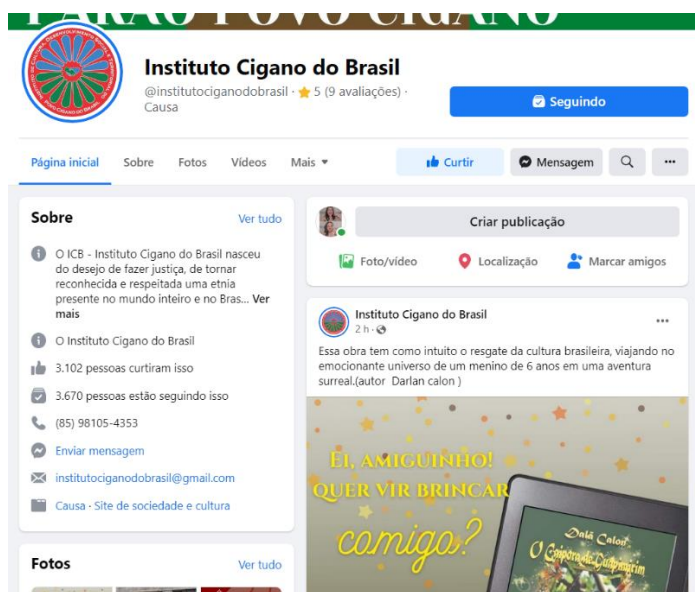 PARÃO POVO CIGANO
Instituto Cigano do Brasil
@institutociganodobrasil · 5 (9 avaliações) ·
Causa
Seguindo
Página inicial Sobre Fotos Vídeos Mais
Curtir Mensagem
Sobre
Ver tudo
O ICB - Instituto Cigano do Brasil nasceu
do desejo de fazer justiça, de tornar
reconhecida e respeitada uma etnia
presente no mundo inteiro e no Bras... Ver
mais
O Instituto Cigano do Brasil
3.102 pessoas curtiram isso
3.670 pessoas estão seguindo isso
(85) 98105-4353
Enviar mensagem
institutociganodobrasil@gmail.com
Causa · Site de sociedade e cultura
Fotos
Ver tudo
Criar publicação
Foto/vídeo Localização Marcar amigos
Instituto Cigano do Brasil
2 h ·
Essa obra tem como intuito o resgate da cultura brasileira, viajando no
emocionante universo de um menino de 6 anos em uma aventura
surreal.(autor Darlan calon )
EI, AMIGUINHO!
QUER VIR BRINCAR
comigo?
Dalã Calon
O Caipora de Guapimirim